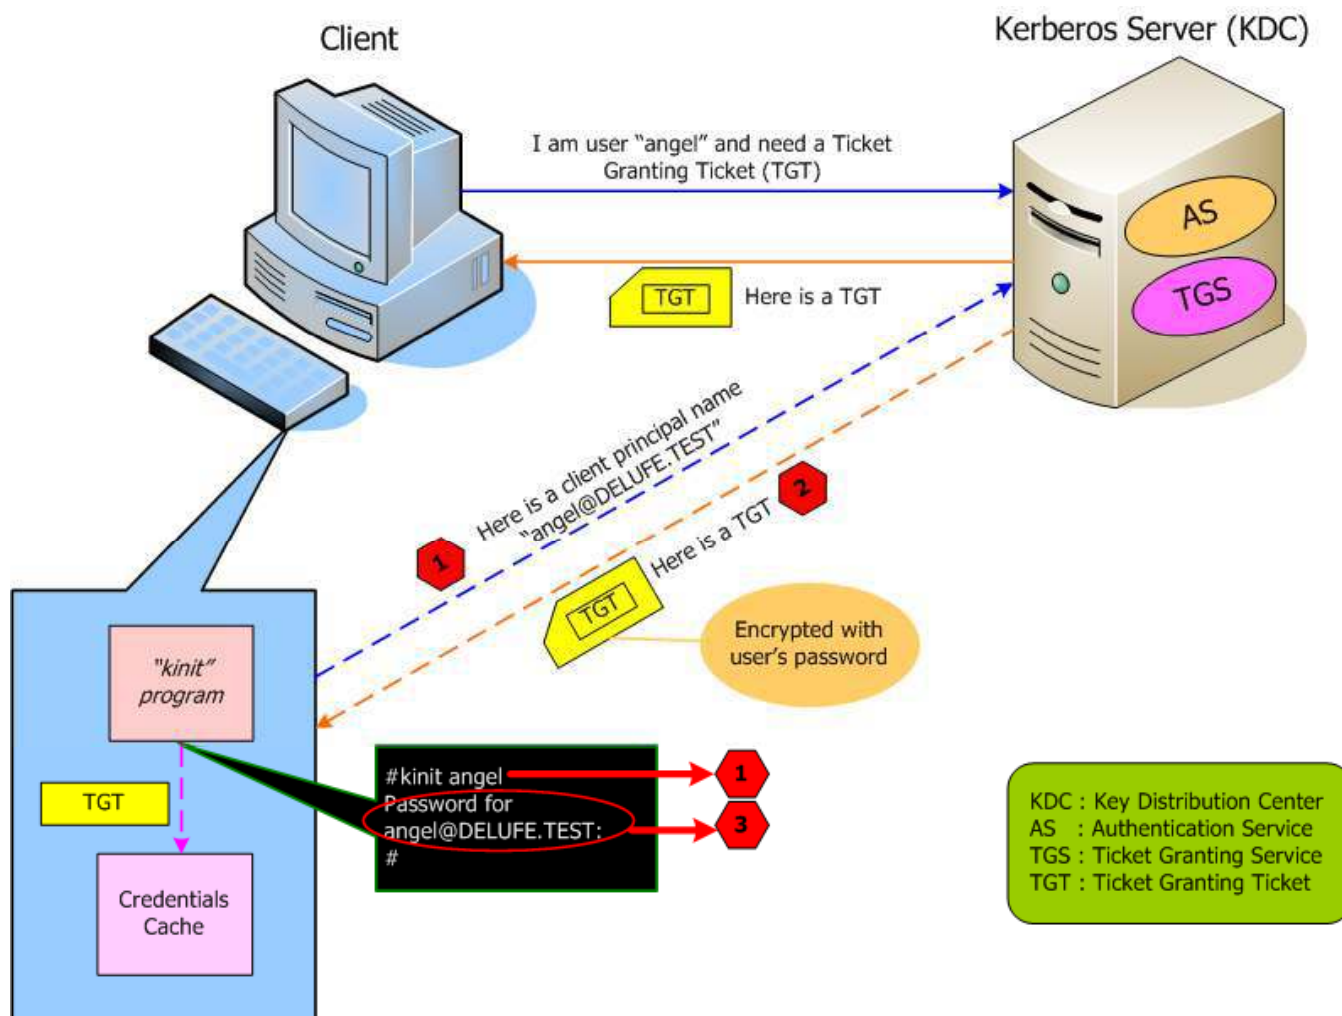 Client
Kerberos Server (KDC)
I am user “angel” and need a Ticket
Granting Ticket (TGT)
AS
TGS
TGT
Here is a TGT
Here is a client principal name
“angel@DELUFE.TEST”
1
2
Here is a TGT
TGT
Encrypted with
user’s password
“kinit”
program
TGT
Credentials
Cache
#kinit angel
Password for
angel@DELUFE.TEST:
#
1
3
KDC : Key Distribution Center
AS : Authentication Service
TGS : Ticket Granting Service
TGT : Ticket Granting Ticket